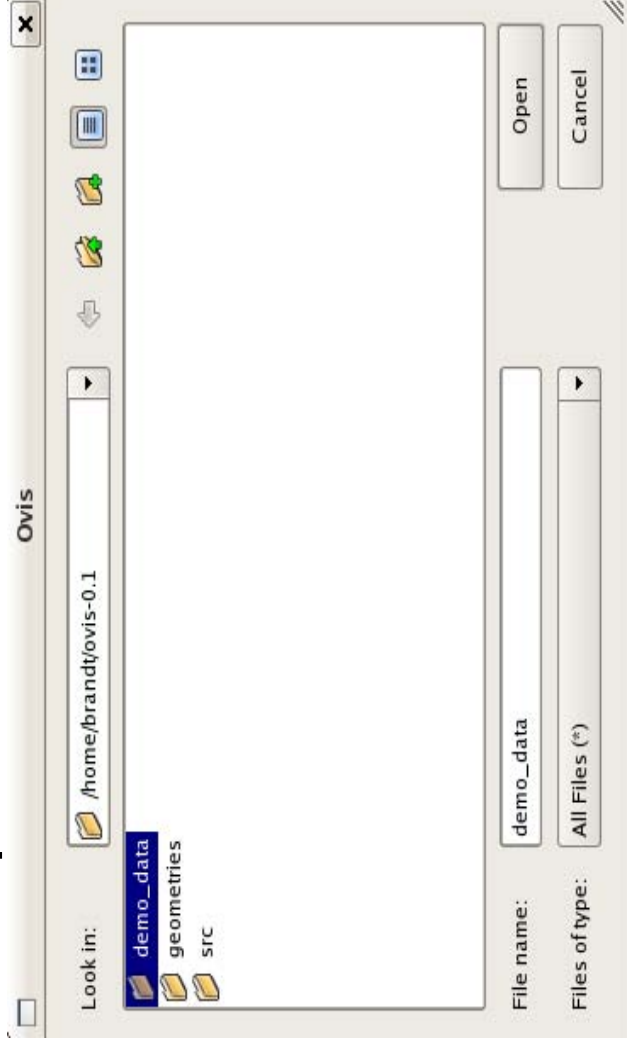 Ovis
Look in: /home/brandt/ovis-0.1
demo_data
geometries
src
File name: demo_data Open
Files of type: All Files (*) Cancel